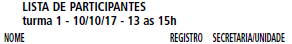 LISTA DE PARTICIPANTES
turma 1 - 10/10/17 - 13 as 15h
NOME REGISTRO SECRETARIA/UNIDADE